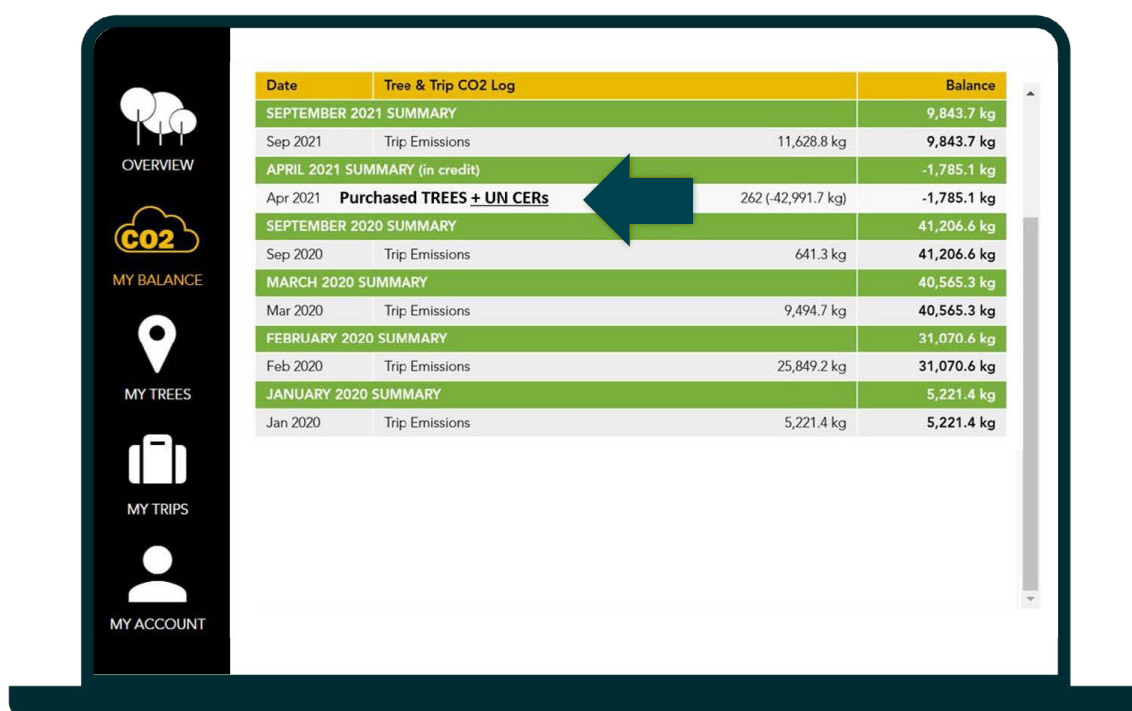 Date Tree & Trip CO2 Log Balance
SEPTEMBER 2021 SUMMARY 9,843.7 kg
Sep 2021 Trip Emissions 11,628.8 kg 9,843.7 kg
APRIL 2021 SUMMARY (in credit) -1,785.1 kg
Apr 2021 Purchased TREES + UN CERs 262 (-42,991.7 kg) -1,785.1 kg
SEPTEMBER 2020 SUMMARY 41,206.6 kg
Sep 2020 Trip Emissions 641.3 kg 41,206.6 kg
MARCH 2020 SUMMARY 40,565.3 kg
Mar 2020 Trip Emissions 9,494.7 kg 40,565.3 kg
FEBRUARY 2020 SUMMARY 31,070.6 kg
Feb 2020 Trip Emissions 25,849.2 kg 31,070.6 kg
JANUARY 2020 SUMMARY 5,221.4 kg
Jan 2020 Trip Emissions 5,221.4 kg 5,221.4 kg
OVERVIEW
CO2
MY BALANCE
MY TREES
MY TRIPS
MY ACCOUNT